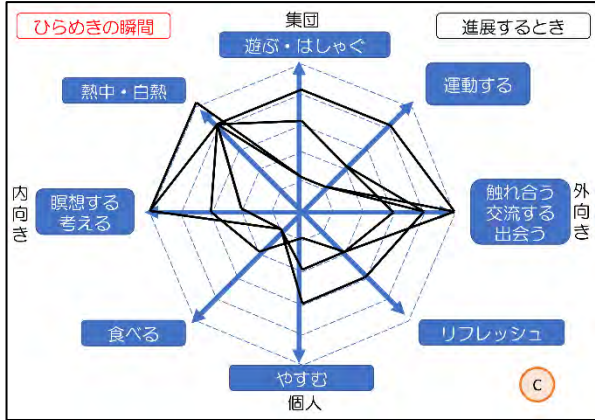 ひらめきの瞬間
集団
進展するとき
遊ぶ・はしゃぐ
熱中・白熱
運動する
内向き
瞑想する
考える
触れ合う
交流する
出会う
外向き
食べる
リフレッシュ
やすむ
個人
C